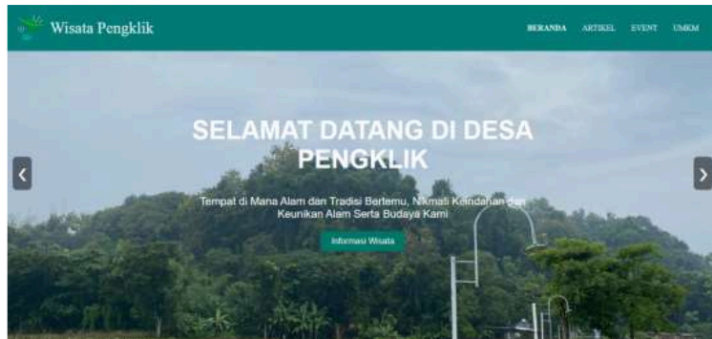 Wisata Pengklik
BERANDA ARTIKEL EVENT UMKM
SELAMAT DATANG DI DESA
PENGKLIK
Tempat di Mana Alam dan Tradisi Bertemu, Nikmati Keindahan dan
Keunikan Alam Serta Budaya Kami
Informasi Wisata